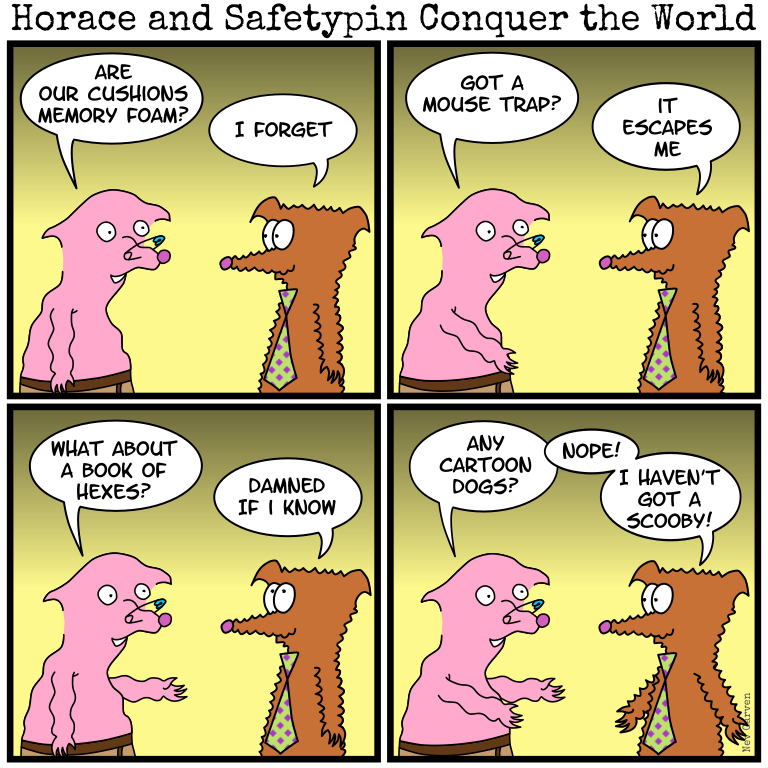 Horace and Safetypin Conquer the World
ARE
OUR CUSHIONS
MEMORY FOAM?
I FORGET
GOT A
MOUSE TRAP?
IT
ESCAPES
ME
WHAT ABOUT
A BOOK OF
HEXES?
DAMNED
IF I KNOW
ANY
CARTOON
DOGS?
NOPE!
I HAVEN'T
GOT A
SCOOBY!